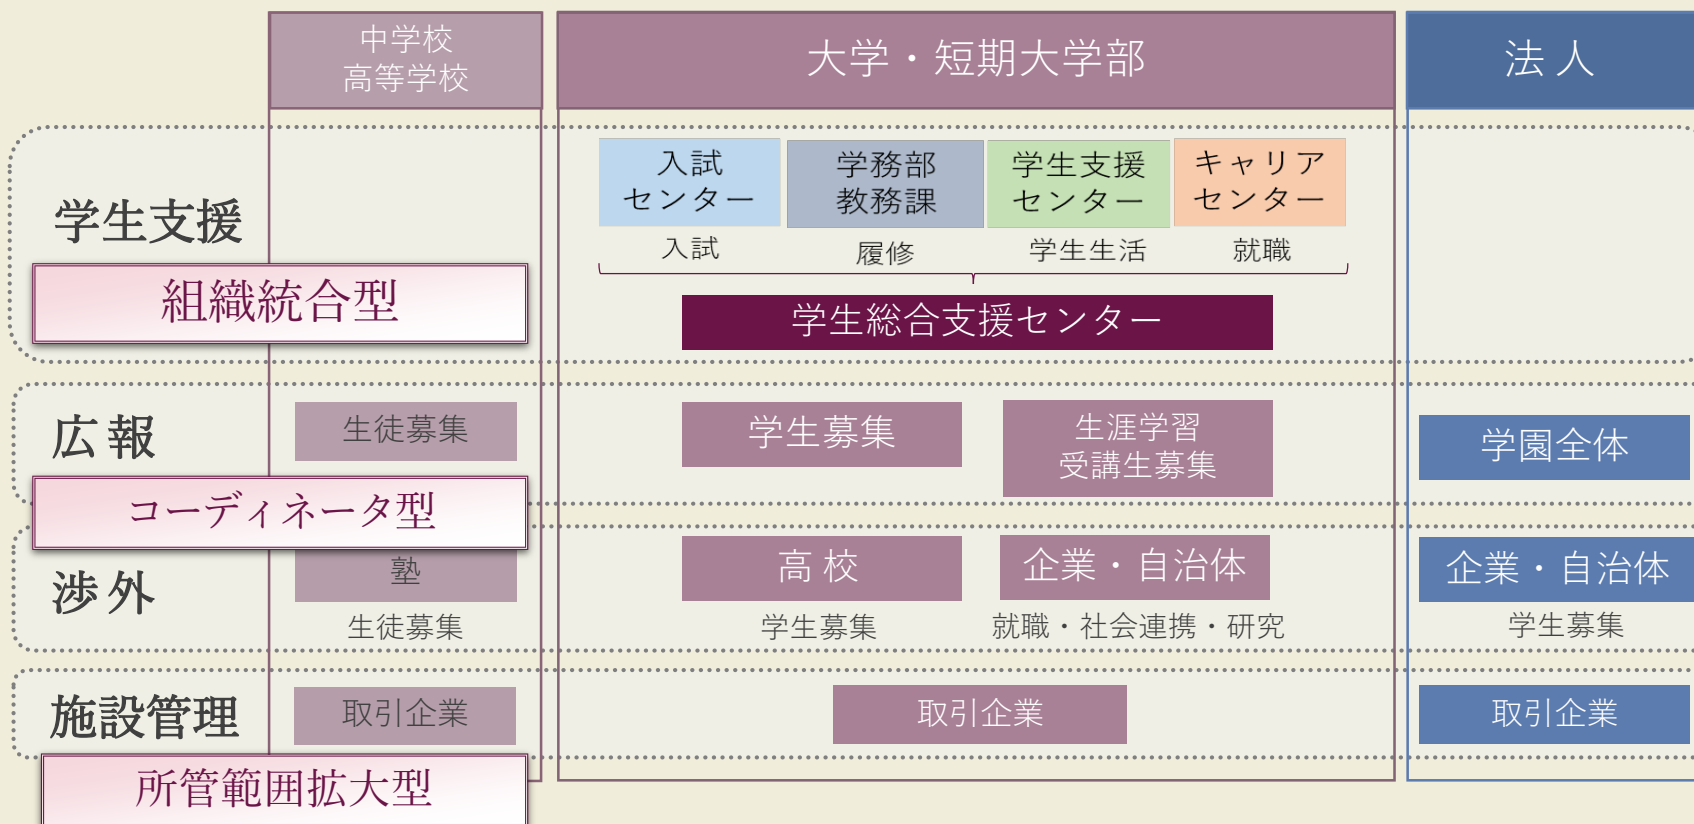 中学校
高等学校
大学・短期大学部
法人
学生支援
組織統合型
入試
センター
学務部
教務課
学生支援
センター
キャリア
センター
入試
履修
学生生活
就職
学生総合支援センター
広報
コーディネータ型
生徒募集
学生募集
生涯学習
受講生募集
学園全体
渉外
塾
生徒募集
高校
学生募集
企業・自治体
就職・社会連携・研究
企業・自治体
学生募集
施設管理
所管範囲拡大型
取引企業
取引企業
取引企業